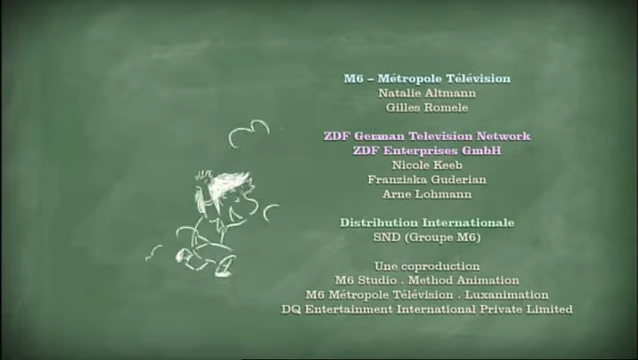 M6 – Métropole Télévision
Natalie Altmann
Gilles Romele
ZDF German Television Network
ZDF Enterprises GmbH
Nicole Keeb
Franziska Guderian
Arne Lohmann
Distribution Internationale
SND (Groupe M6)
Une coproduction
M6 Studio . Method Animation
M6 Métropole Télévision . Luxanimation
DQ Entertainment International Private Limited